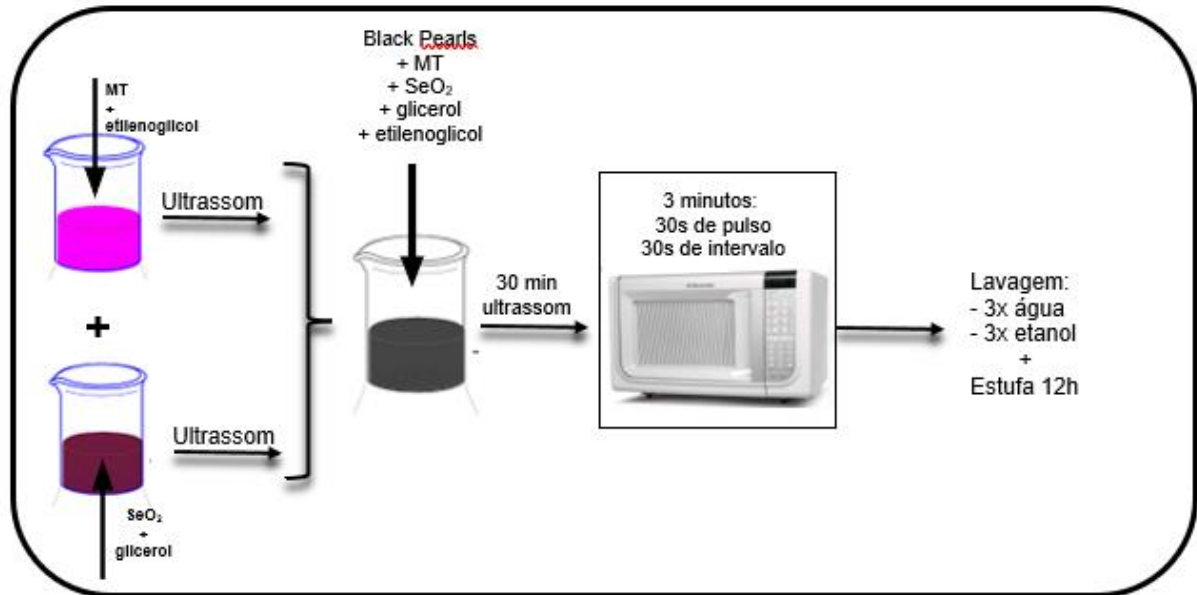 MT
+
etilenoglicol
Ultrassom
+
Ultrassom
SeO₂
+
glicerol
Black Pearls
+ MT
+ SeO₂
+ glicerol
+ etilenoglicol
30 min
ultrassom
3 minutos:
30s de pulso
30s de intervalo
Lavagem:
- 3x água
- 3x etanol
+
Estufa 12h